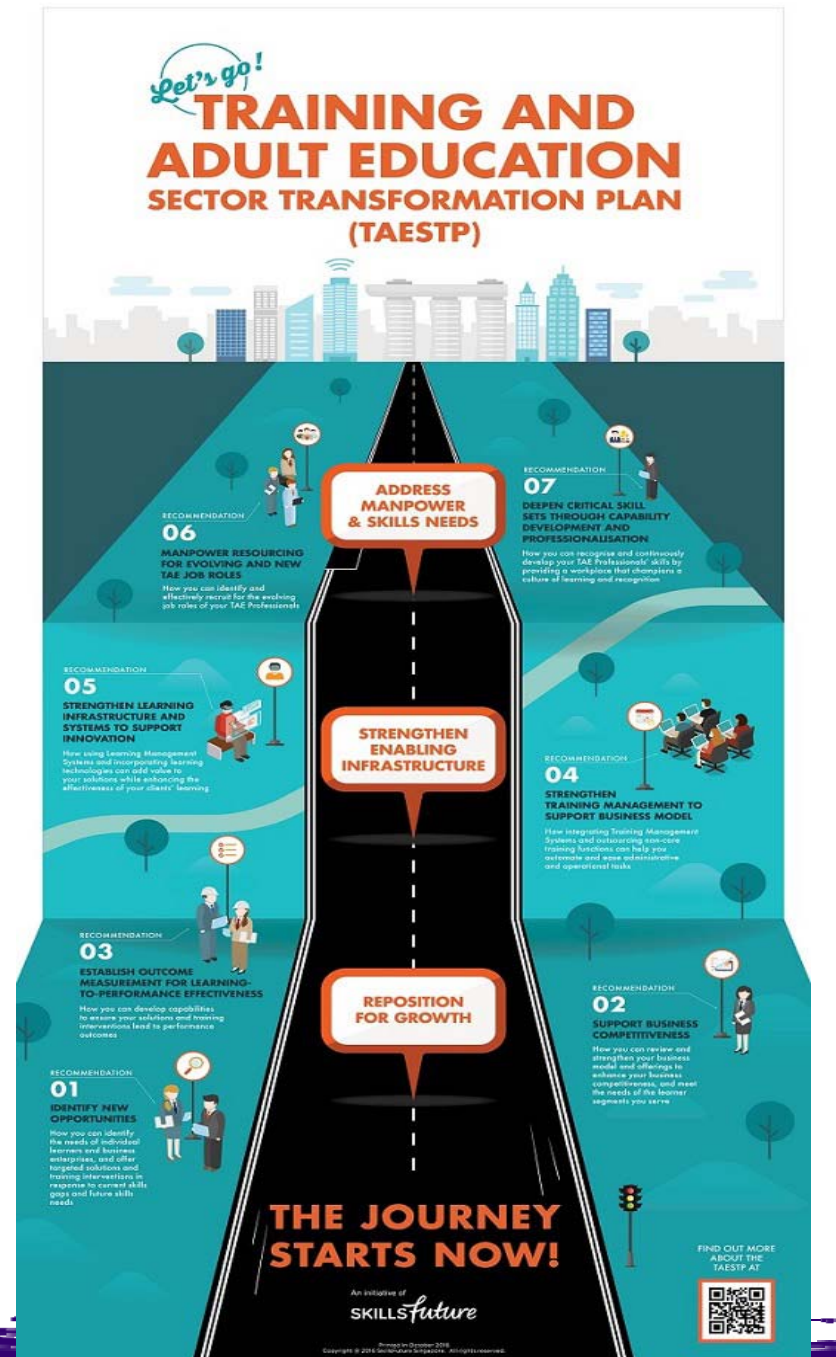 Let's go!
TRAINING AND
ADULT EDUCATION
SECTOR TRANSFORMATION PLAN
(TAESTP)
ADDRESS
MANPOWER
& SKILLS NEEDS
RECOMMENDATION
07
DEEPEN CRITICAL SKILL
SETS THROUGH CAPABILITY
DEVELOPMENT AND
PROFESSIONALISATION
How you can recognise and continuously
develop your TAE Professionals' skills by
providing a workplace that champions a
culture of learning and recognition
RECOMMENDATION
06
MANPOWER RESOURCING
FOR EVOLVING AND NEW
TAE JOB ROLES
How you can identify and
effectively recruit for the evolving
job roles of your TAE Professionals
RECOMMENDATION
05
STRENGTHEN LEARNING
INFRASTRUCTURE AND
SYSTEMS TO SUPPORT
INNOVATION
How using Learning Management
Systems and incorporating learning
technologies can add value to
your solutions while enhancing the
effectiveness of your clients' learning
STRENGTHEN
ENABLING
INFRASTRUCTURE
RECOMMENDATION
04
STRENGTHEN
TRAINING MANAGEMENT TO
SUPPORT BUSINESS MODEL
How integrating Training Management
Systems and outsourcing non-core
training functions can help you
automate and ease administrative
and operational tasks
RECOMMENDATION
03
ESTABLISH OUTCOME
MEASUREMENT FOR LEARNING-
TO-PERFORMANCE EFFECTIVENESS
How you can develop capabilities
to ensure your solutions and training
interventions lead to performance
outcomes
REPOSITION
FOR GROWTH
RECOMMENDATION
02
SUPPORT BUSINESS
COMPETITIVENESS
How you can review and
strengthen your business
model and offerings to
enhance your business
competitiveness, and meet
the needs of the learner
segments you serve
RECOMMENDATION
01
IDENTIFY NEW
OPPORTUNITIES
How you can identify
the needs of individual
learners and business
enterprises, and offer
targeted solutions and
training interventions in
response to current skills
gaps and future skills
needs
THE JOURNEY
STARTS NOW!
An initiative of
SKILLSfuture
Printed in October 2016
Copyright © 2016 SkillsFuture Singapore. All rights reserved.
FIND OUT MORE
ABOUT THE
TAESTP AT